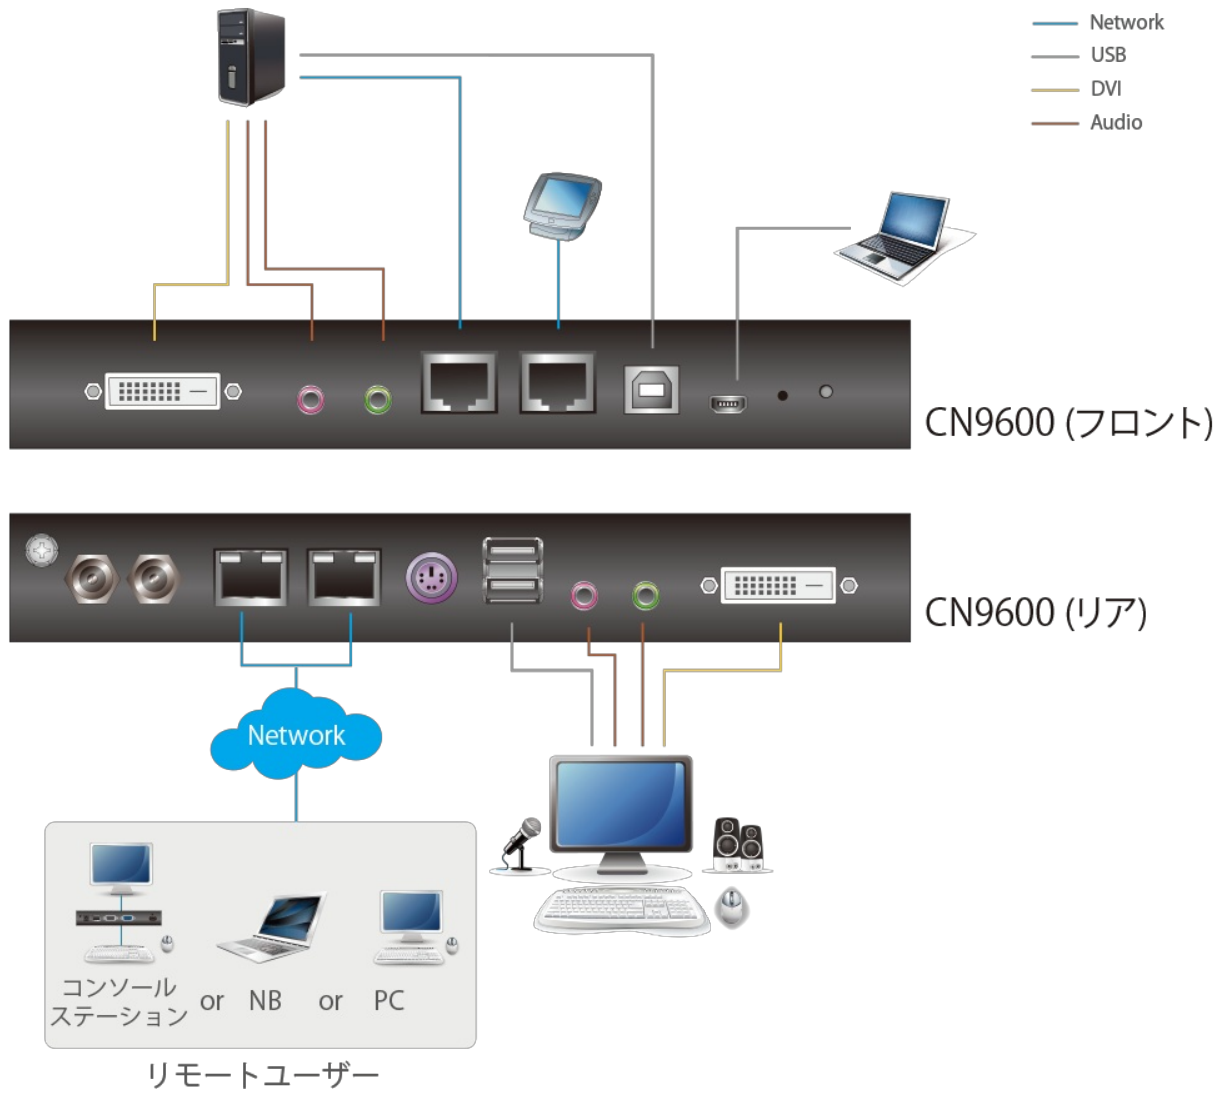 Network
USB
DVI
Audio
CN9600 (フロント)
CN9600 (リア)
Network
コンソール
ステーション
or
NB
or
PC
リモートユーザー